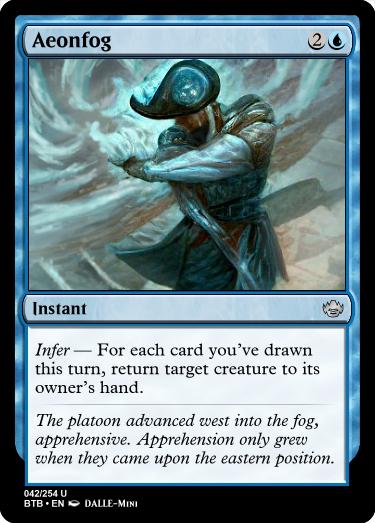 Aeonfog 2
Instant
Infer — For each card you've drawn
this turn, return target creature to its
owner's hand.
The platoon advanced west into the fog,
apprehensive. Apprehension only grew
when they came upon the eastern position.
042/254 U
BTB • EN DALLE-Mini